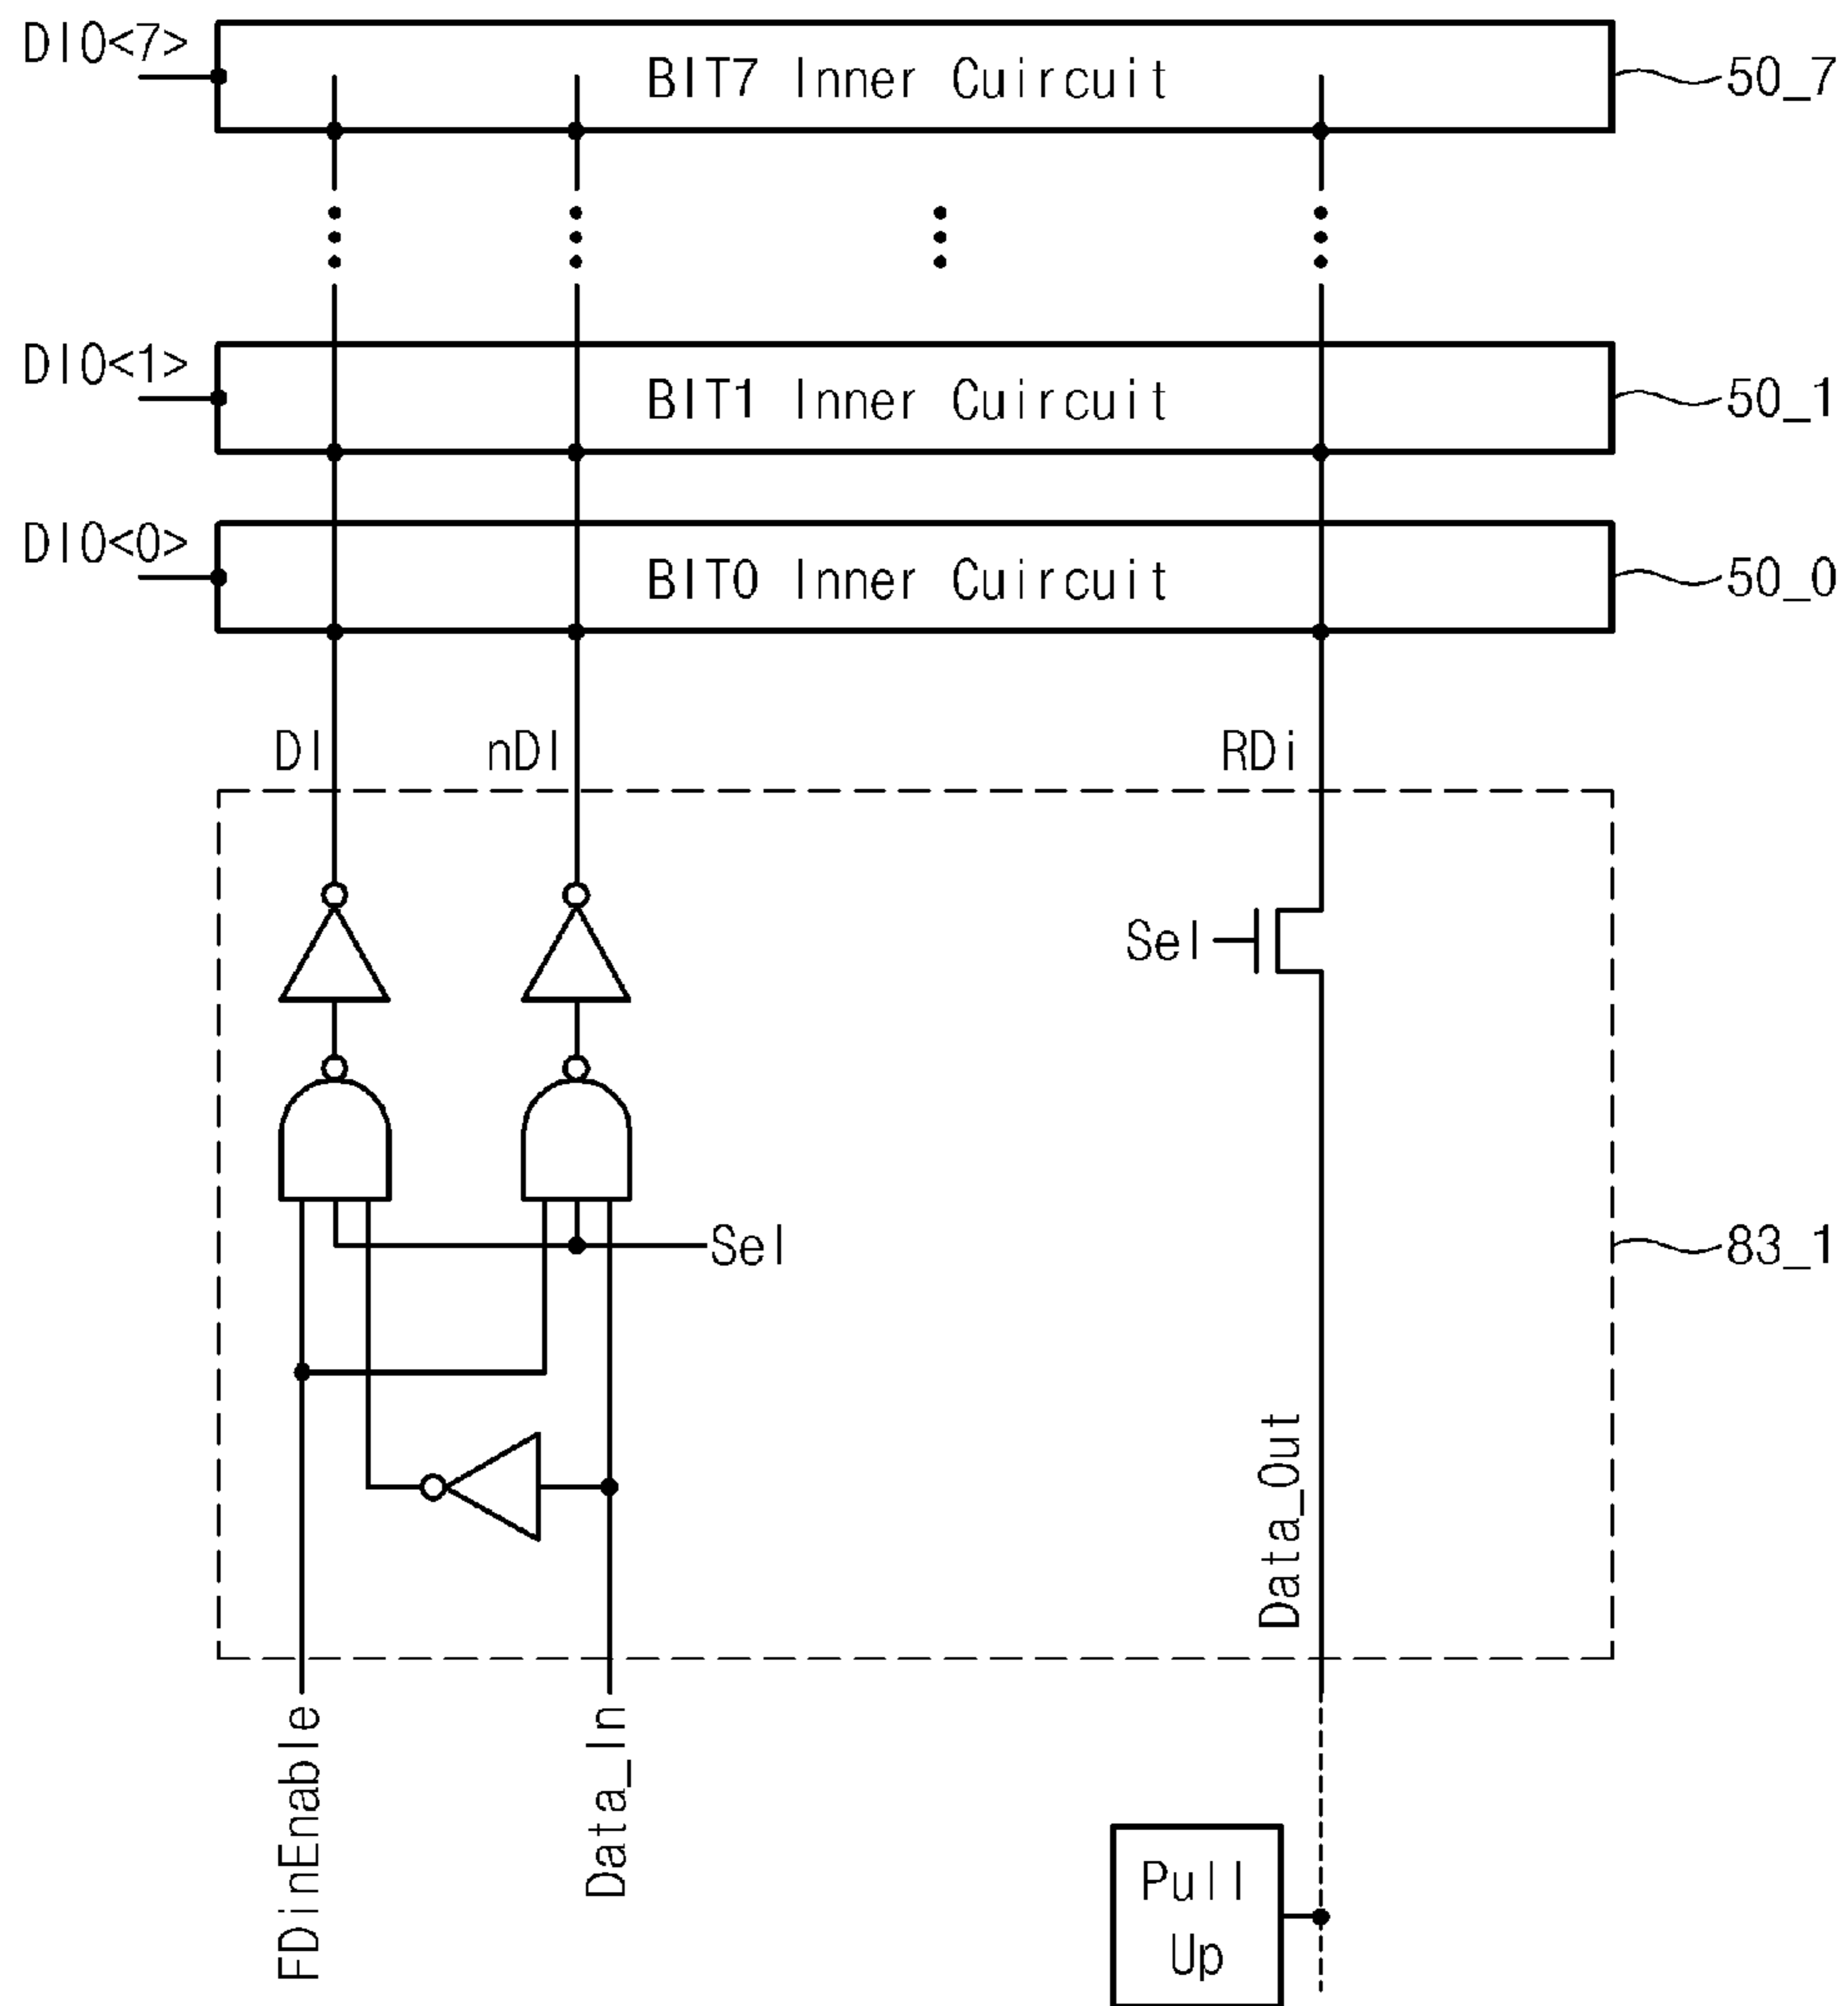 DIO<7>
BIT7 Inner Cuircuit
50_7
DIO<1>
BIT1 Inner Cuircuit
50_1
DIO<0>
BIT0 Inner Cuircuit
50_0
DI
nDI
RDi
Sel
Sel
83_1
Data_Out
FDinEnable
Data_In
Pull
Up